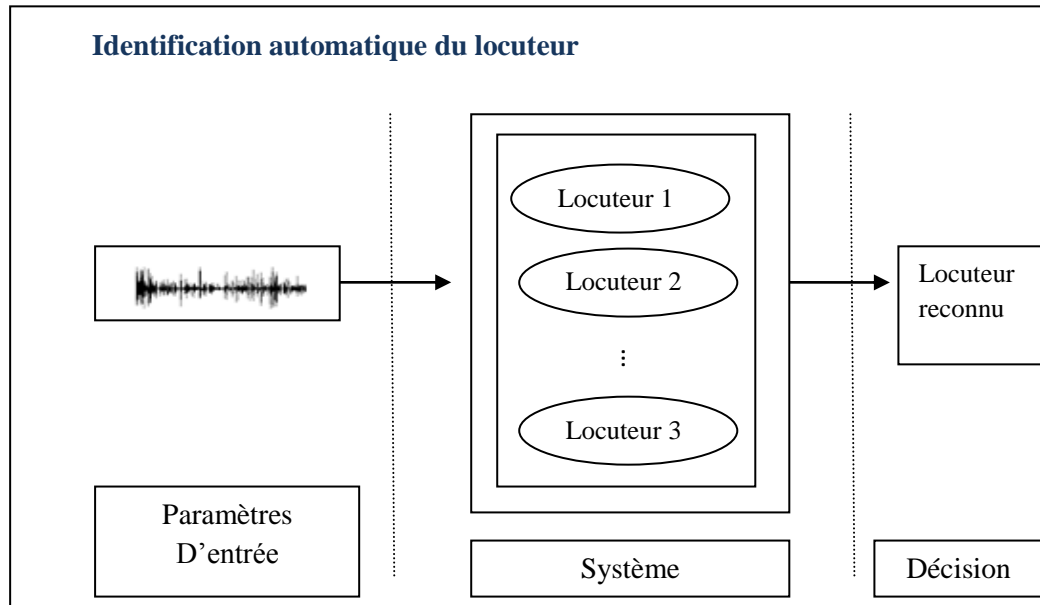 Identification automatique du locuteur
Locuteur 1
Locuteur 2
...
Locuteur 3
Locuteur
reconnu
Paramètres
D’entrée
Système
Décision